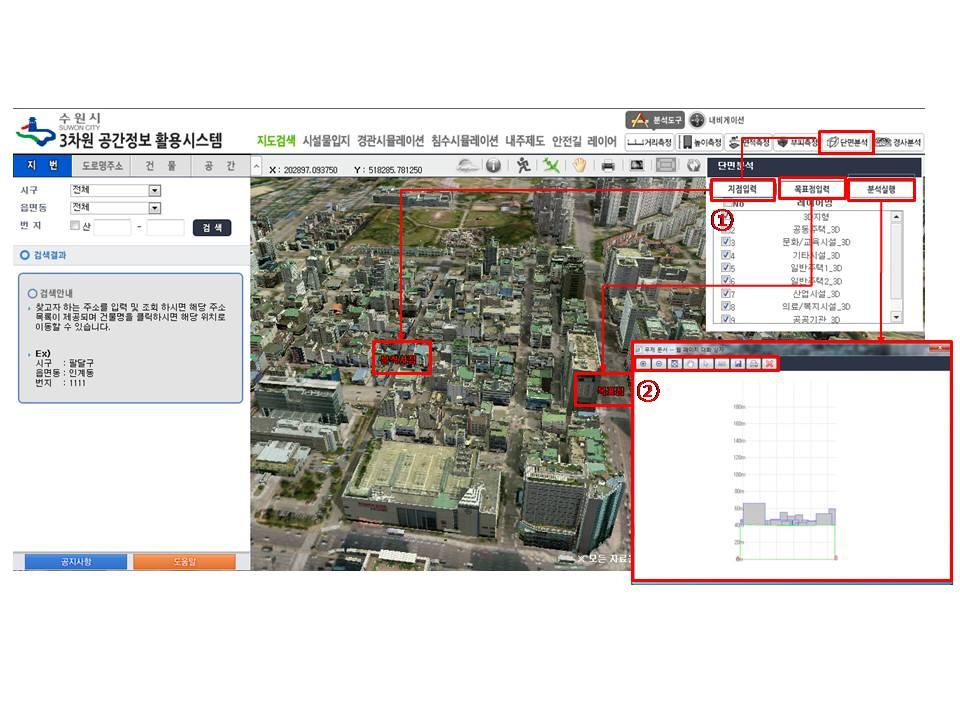 수원시
SUWON CITY
3차원 공간정보 활용시스템
분석도구 내비게이션
지도검색 시설물입지 경관시뮬레이션 침수시뮬레이션 내주제도 안전길 레이어
거리측정 높이측정 면적측정 부피측정 단면분석 경사분석
지 번 도로명주소 건 물 공 간
X : 202897.093750 Y : 518285.781250
단면분석
시구 전체
지점입력 목표점입력 분석실행
읍면동 전체
No 레이어명
번 지 산 - 검 색
①
3D지형
2 공동주택_3D
3 문화/교육시설_3D
4 기타시설_3D
5 일반주택1_3D
6 일반주택2_3D
7 산업시설_3D
8 의료/복지시설_3D
9 공공기관_3D
검색결과
검색안내
찾고자 하는 주소를 입력 및 조회 하시면 해당 주소
목록이 제공되며 건물명을 클릭하시면 해당 위치로
이동할 수 있습니다.
Ex)
시구 : 팔달구
읍면동 : 인계동
번지 : 1111
②
목표점
180m
160m
140m
120m
100m
80m
60m
40m
20m
※ 모든 자료
공지사항 도움말